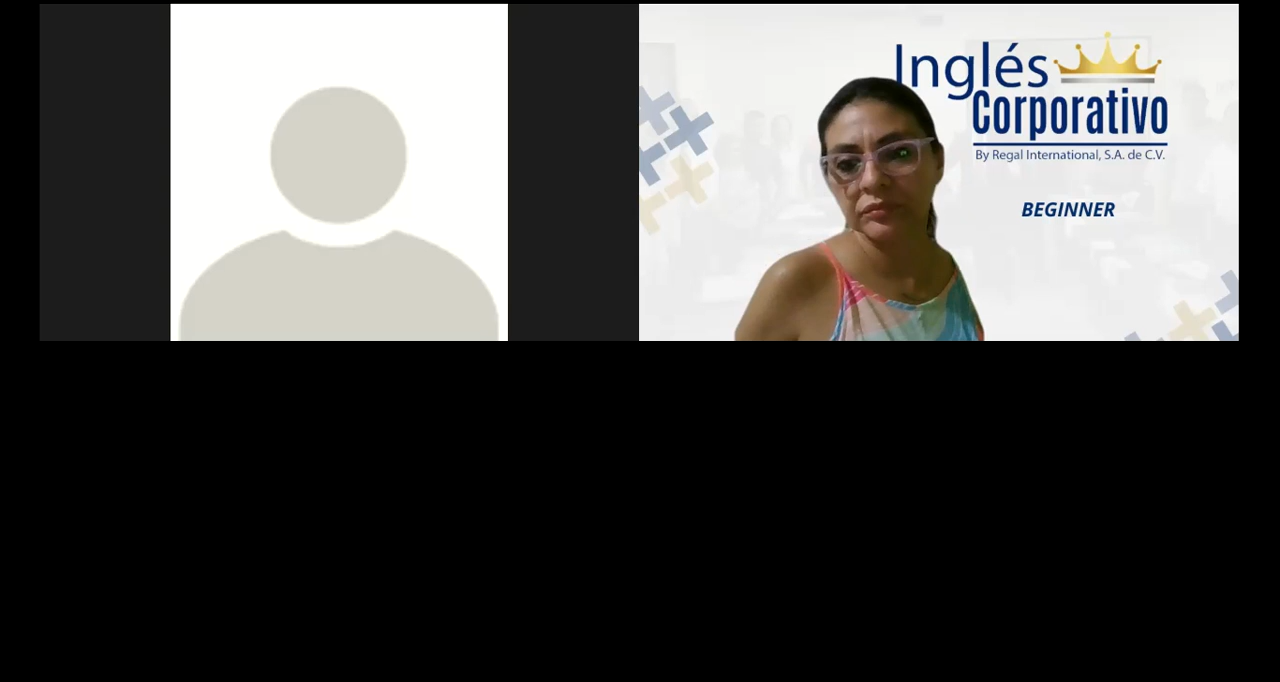 Inglés
Corporativo
By Regal International, S.A. de C.V.
BEGINNER